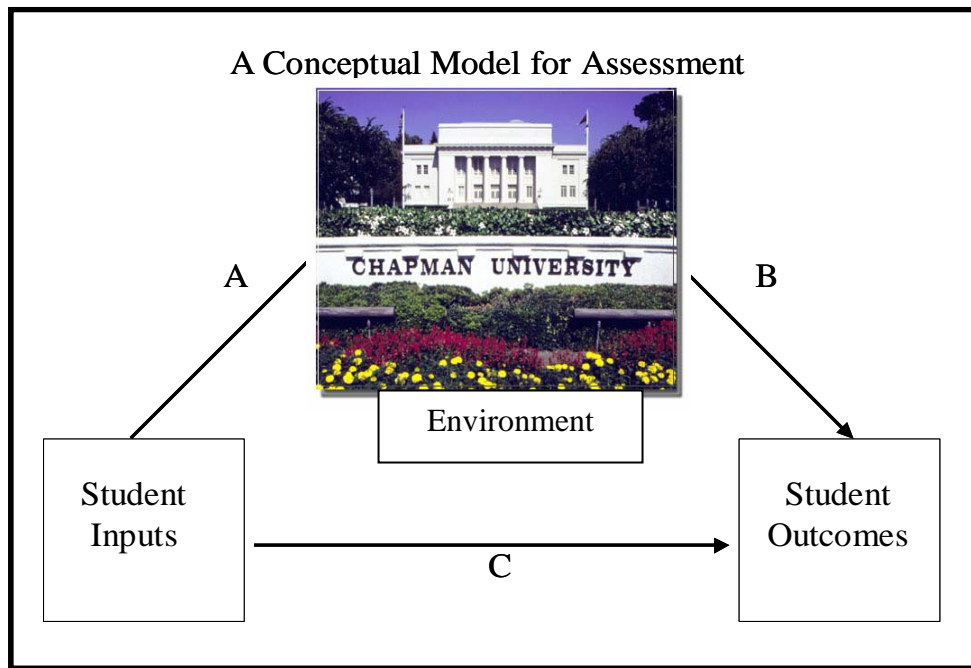 A Conceptual Model for Assessment
CHAPMAN UNIVERSITY
A
B
Environment
Student
Inputs
Student
Outcomes
C